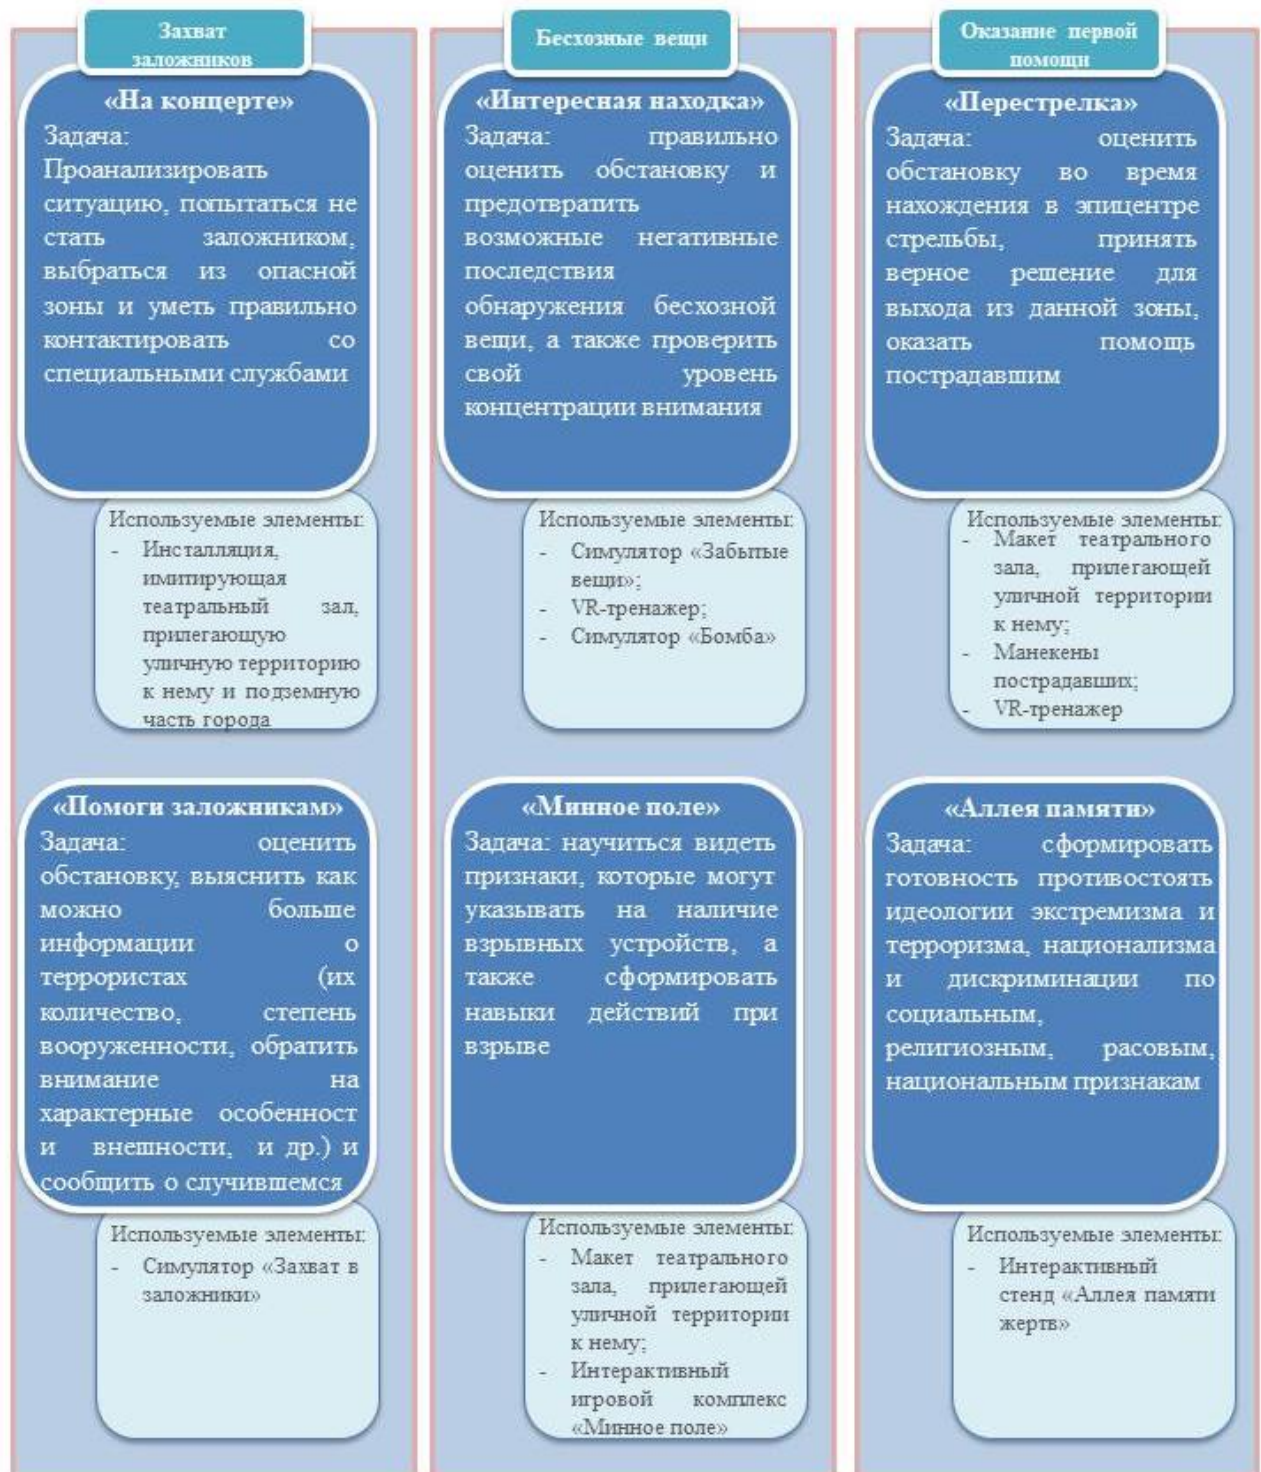 Захват
заложников
«На концерте»
Задача:
Проанализировать
ситуацию, попытаться не
стать заложником,
выбраться из опасной
зоны и уметь правильно
контактировать со
специальными службами
Используемые элементы:
- Инсталляция,
имитирующая
театральный зал,
прилегающую
уличную территорию
к нему и подземную
часть города
«Помоги заложникам»
Задача: оценить
обстановку, выяснить как
можно больше
информации о
террористах (их
количество, степень
вооруженности, обратить
внимание на
характерные особенност
и внешности, и др.) и
сообщить о случившемся
Используемые элементы:
- Симулятор «Захват в
заложники»
Бесхозные вещи
«Интересная находка»
Задача: правильно
оценить обстановку и
предотвратить
возможные негативные
последствия
обнаружения бесхозной
вещи, а также проверить
свой уровень
концентрации внимания
Используемые элементы:
- Симулятор «Забытые
вещи»;
- VR-тренажер;
- Симулятор «Бомба»
«Минное поле»
Задача: научиться видеть
признаки, которые могут
указывать на наличие
взрывных устройств, а
также сформировать
навыки действий при
взрыве
Используемые элементы:
- Макет театрального
зала, прилегающей
уличной территории
к нему;
- Интерактивный
игровой комплекс
«Минное поле»
Оказание первой
помощи
«Перестрелка»
Задача: оценить
обстановку во время
нахождения в эпицентре
стрельбы, принять
верное решение для
выхода из данной зоны,
оказать помощь
пострадавшим
Используемые элементы:
- Макет театрального
зала, прилегающей
уличной территории
к нему;
- Манекены
пострадавших;
- VR-тренажер
«Аллея памяти»
Задача: сформировать
готовность противостоять
идеологии экстремизма и
терроризма, национализма
и дискриминации по
социальным,
религиозным, расовым,
национальным признакам
Используемые элементы:
- Интерактивный
стенд «Аллея памяти
жертв»